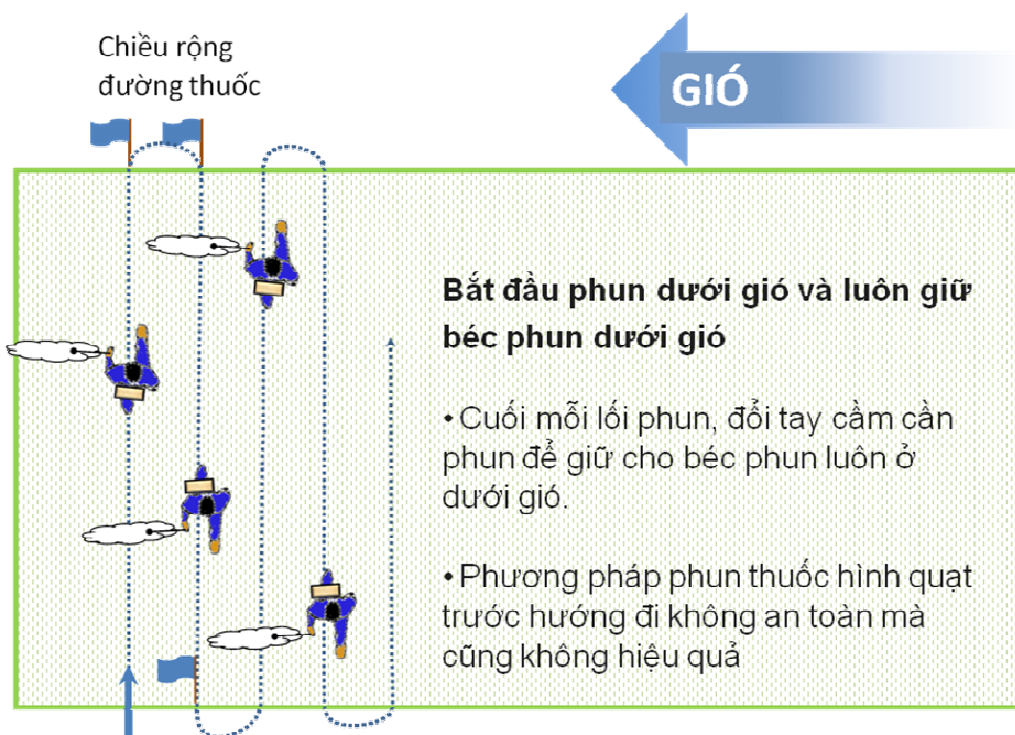 Chiều rộng
đường thuốc
GIÓ
Bắt đầu phun dưới gió và luôn giữ
béc phun dưới gió
• Cuối mỗi lối phun, đổi tay cầm cần
phun để giữ cho béc phun luôn ở
dưới gió.
• Phương pháp phun thuốc hình quạt
trước hướng đi không an toàn mà
cũng không hiệu quả